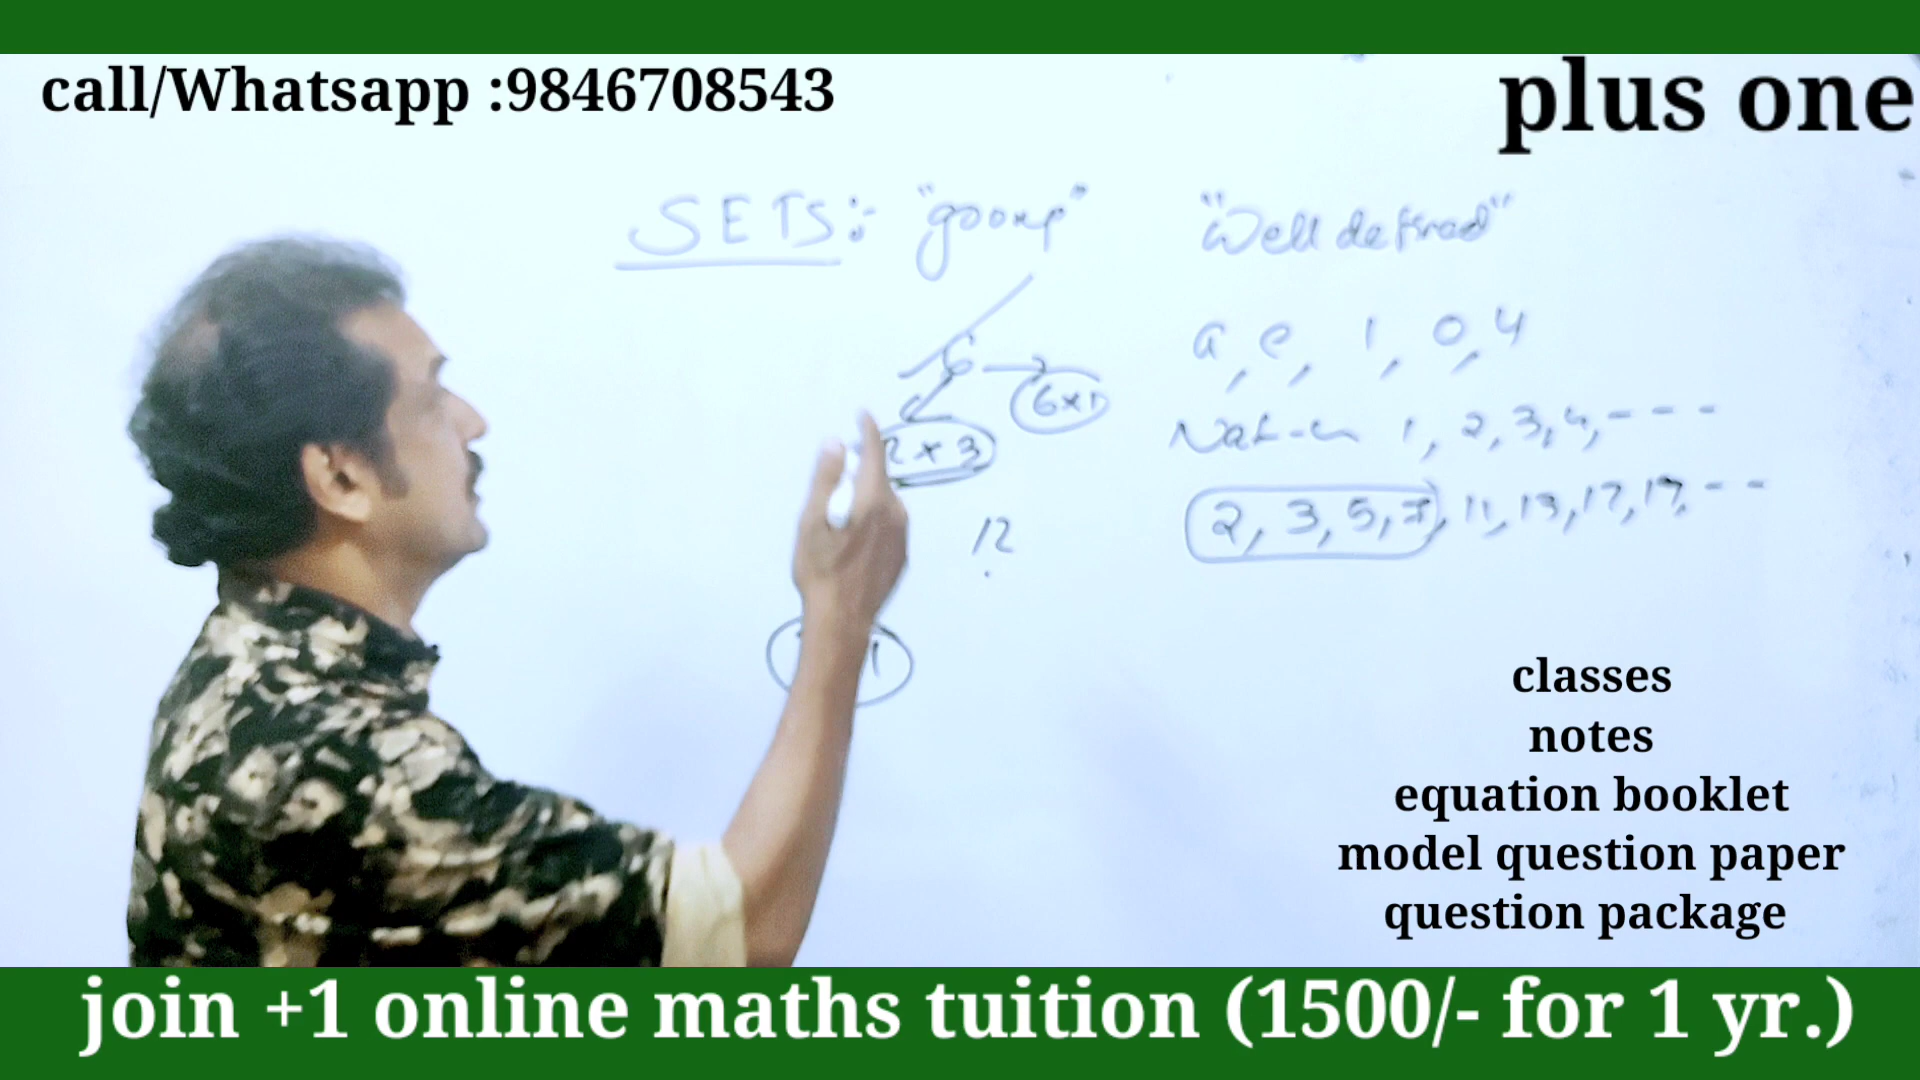 call/Whatsapp :9846708543
plus one
SETS:- "group" "Well defined"
a, e, i, o, u
6 → 6×1
2 × 3
Nat- 1, 2, 3, 4, - - -
2, 3, 5, 7, 11, 13, 17, 19, - -
12
1
classes
notes
equation booklet
model question paper
question package
join +1 online maths tuition (1500/- for 1 yr.)